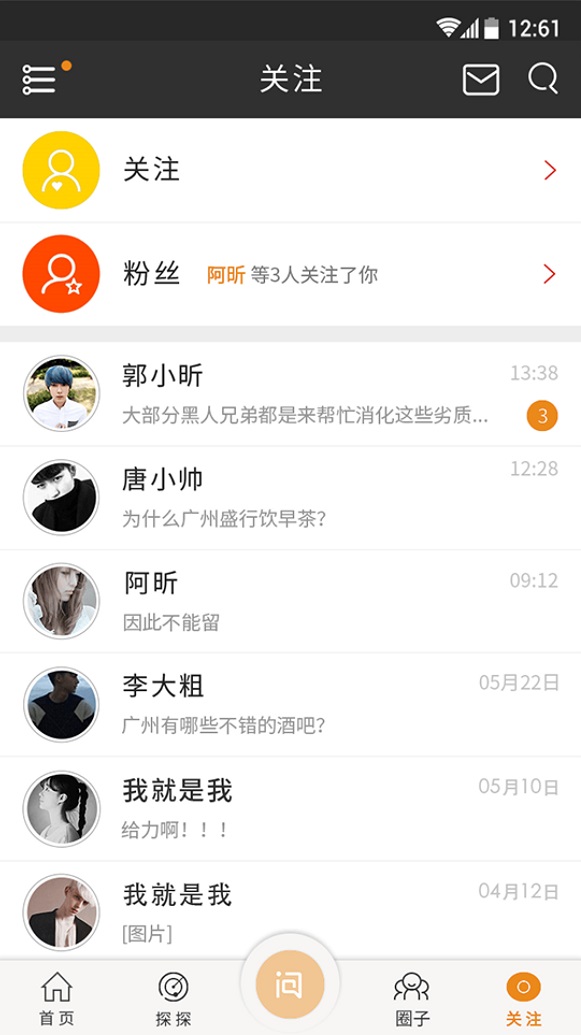 12:61
关注
关注
粉丝 阿昕 等3人关注了你
郭小昕 13:38
大部分黑人兄弟都是来帮忙消化这些劣质... 3
唐小帅 12:28
为什么广州盛行饮早茶?
阿昕 09:12
因此不能留
李大粗 05月22日
广州有哪些不错的酒吧?
我就是我 05月10日
给力啊！！！
我就是我 04月12日
[图片]
问
首页 探探 圈子 关注